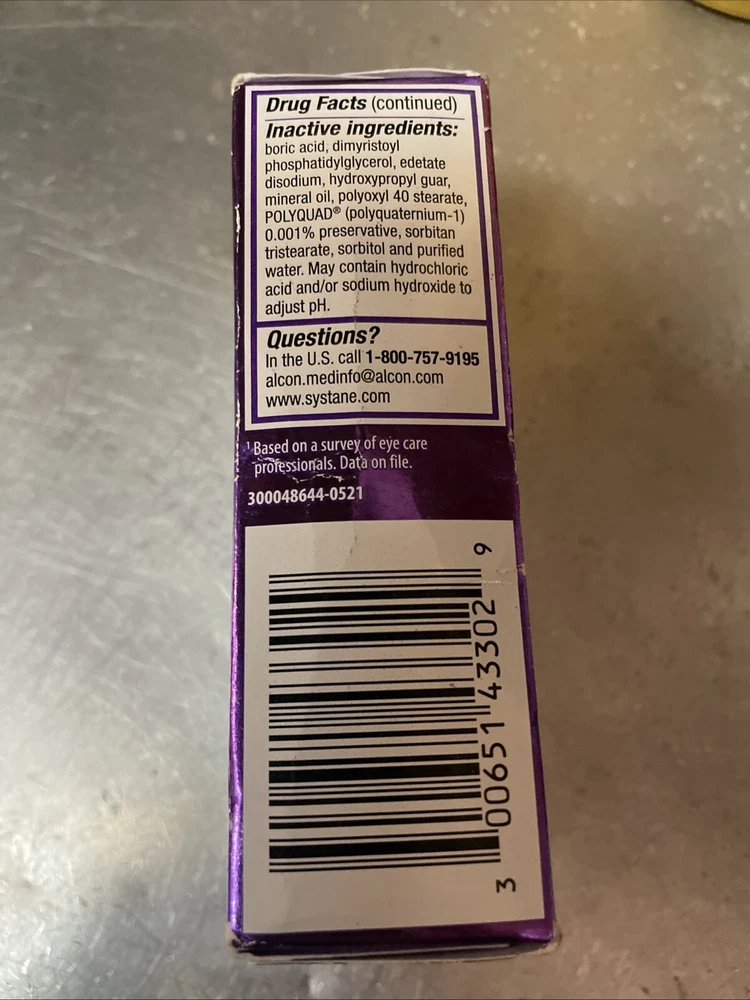 Drug Facts (continued)
Inactive ingredients:
boric acid, dimyristoyl
phosphatidylglycerol, edetate
disodium, hydroxypropyl guar,
mineral oil, polyoxyl 40 stearate,
POLYQUAD® (polyquaternium-1)
0.001% preservative, sorbitan
tristearate, sorbitol and purified
water. May contain hydrochloric
acid and/or sodium hydroxide to
adjust pH.
Questions?
In the U.S. call 1-800-757-9195
alcon.medinfo@alcon.com
www.systane.com
¹Based on a survey of eye care
professionals. Data on file.
300048644-0521
3 00651 43302 9